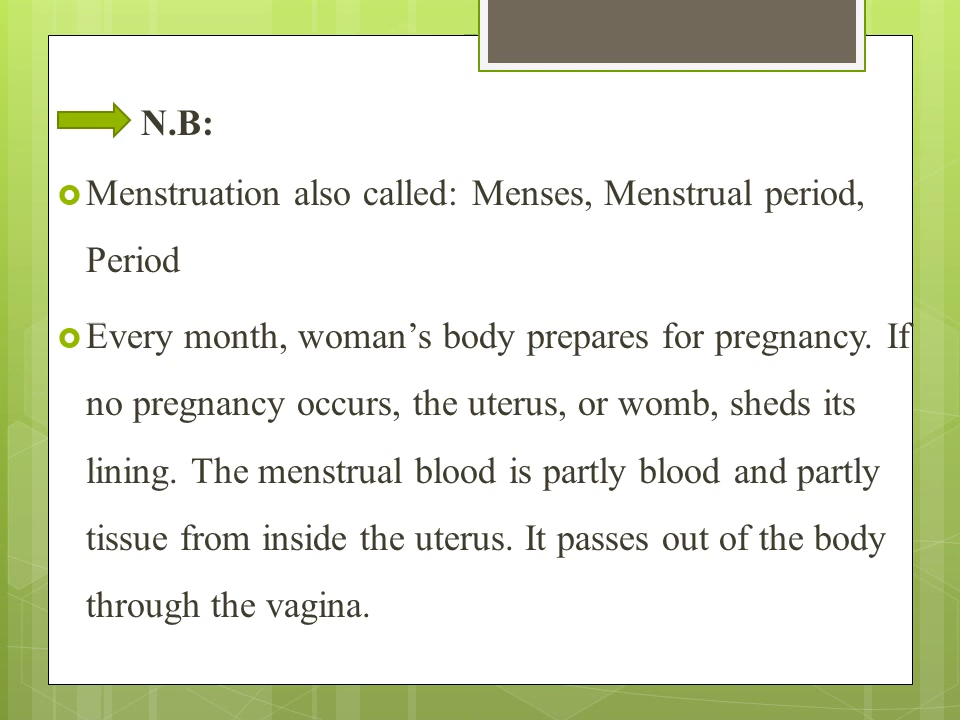 N.B:
Menstruation also called: Menses, Menstrual period,
Period
Every month, woman’s body prepares for pregnancy. If
no pregnancy occurs, the uterus, or womb, sheds its
lining. The menstrual blood is partly blood and partly
tissue from inside the uterus. It passes out of the body
through the vagina.